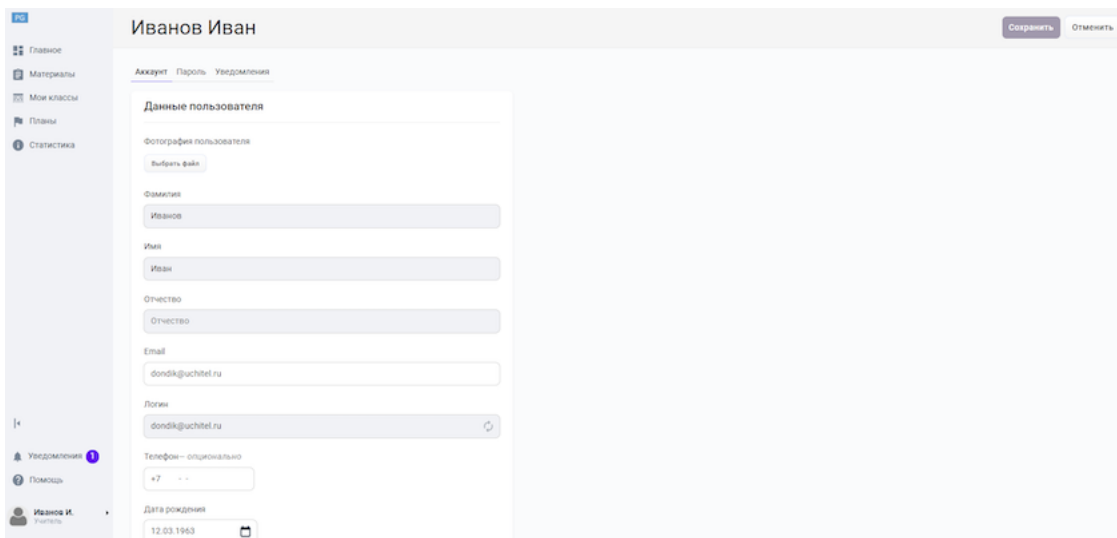 PG
Главное
Материалы
Мои классы
Планы
Статистика
Уведомления 1
Помощь
Иванов И.
Учитель
Иванов Иван
Сохранить Отменить
Аккаунт Пароль Уведомления
Данные пользователя
Фотография пользователя
Выбрать файл
Фамилия
Иванов
Имя
Иван
Отчество
Отчество
Email
dondik@uchitel.ru
Логин
dondik@uchitel.ru
Телефон— опционально
+7 - -
Дата рождения
12.03.1963